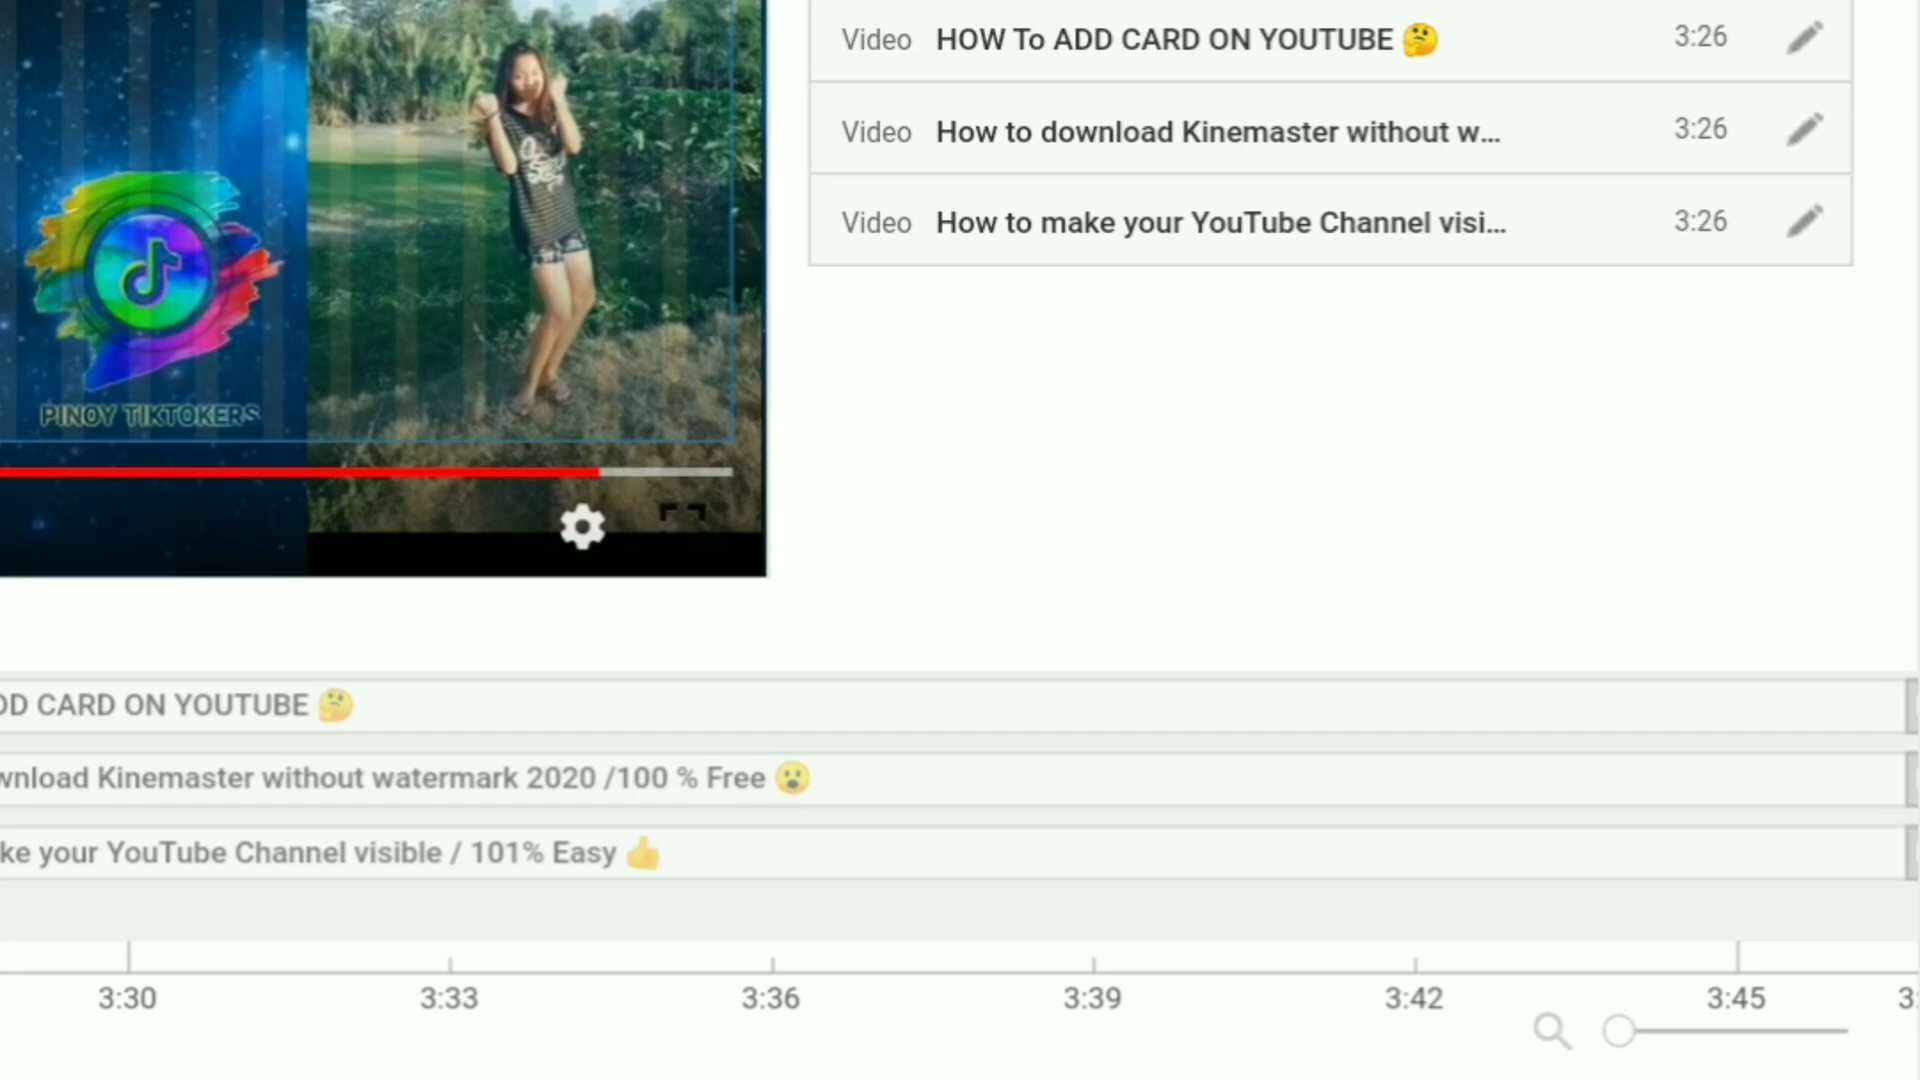 Video HOW To ADD CARD ON YOUTUBE 🤔 3:26
Video How to download Kinemaster without w... 3:26
Video How to make your YouTube Channel visi... 3:26
PINOY TIKTOKERS
DD CARD ON YOUTUBE 🤔
wnload Kinemaster without watermark 2020 /100 % Free 😮
ke your YouTube Channel visible / 101% Easy 👍
3:30 3:33 3:36 3:39 3:42 3:45 3: